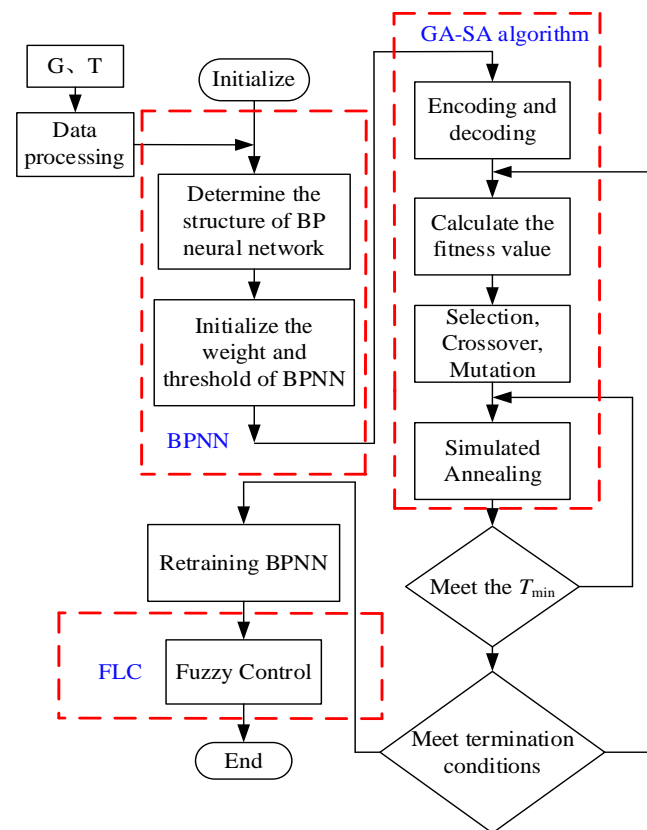 GA-SA algorithm
G、T
Initialize
Data
processing
Encoding and
decoding
Determine the
structure of BP
neural network
Calculate the
fitness value
Initialize the
weight and
threshold of BPNN
Selection,
Crossover,
Mutation
BPNN
Simulated
Annealing
Retraining BPNN
Meet the Tmin
FLC
Fuzzy Control
Meet termination
conditions
End